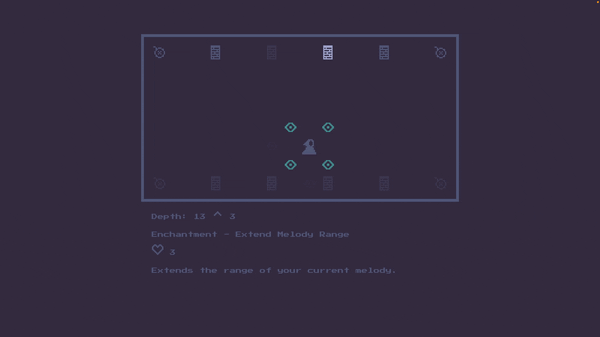 Depth: 13 3
Enchantment - Extend Melody Range
3
Extends the range of your current melody.